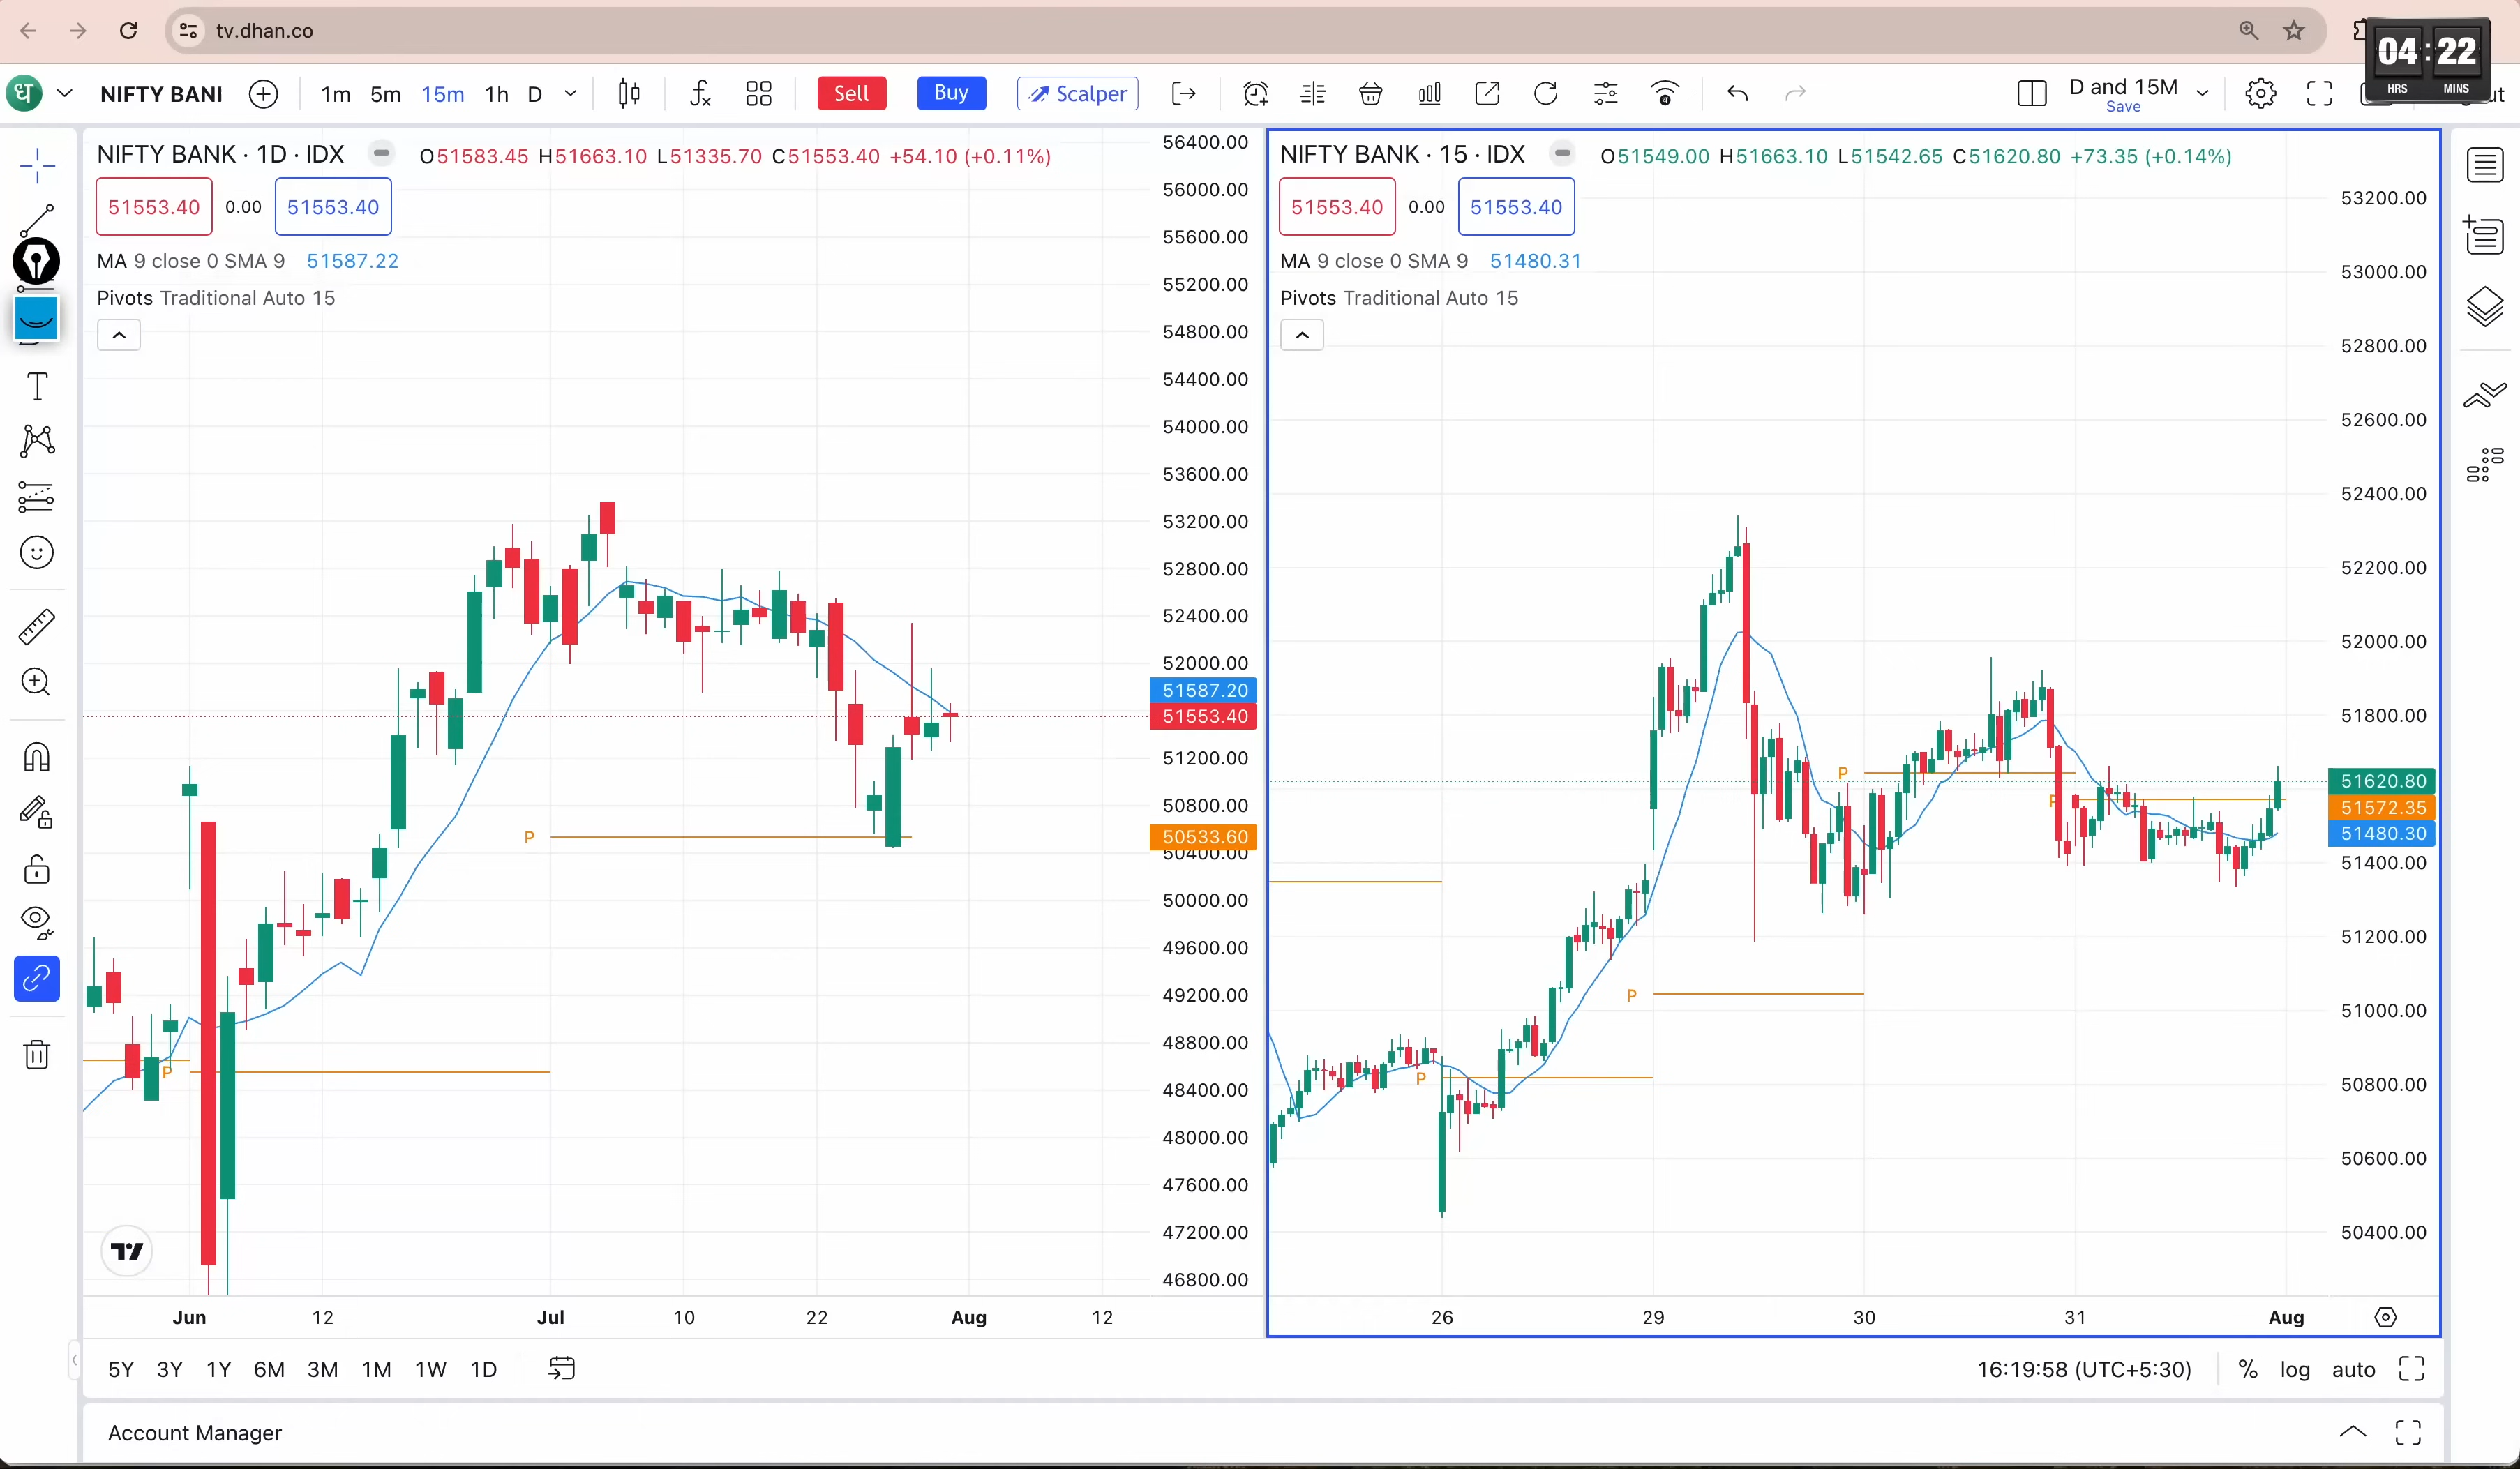 tv.dhan.co
04:22
HRS MINS
ध
NIFTY BANI
1m 5m 15m 1h D
Sell Buy Scalper
D and 15M
Save
NIFTY BANK · 1D · IDX O51583.45 H51663.10 L51335.70 C51553.40 +54.10 (+0.11%)
51553.40 0.00 51553.40
MA 9 close 0 SMA 9 51587.22
Pivots Traditional Auto 15
56400.00
56000.00
55600.00
55200.00
54800.00
54400.00
54000.00
53600.00
53200.00
52800.00
52400.00
52000.00
51587.20
51553.40
51200.00
50800.00
50533.60
50400.00
50000.00
49600.00
49200.00
48800.00
48400.00
48000.00
47600.00
47200.00
46800.00
P
P
Jun 12 Jul 10 22 Aug 12
NIFTY BANK · 15 · IDX O51549.00 H51663.10 L51542.65 C51620.80 +73.35 (+0.14%)
51553.40 0.00 51553.40
MA 9 close 0 SMA 9 51480.31
Pivots Traditional Auto 15
53200.00
53000.00
52800.00
52600.00
52400.00
52200.00
52000.00
51800.00
51620.80
51572.35
51480.30
51400.00
51200.00
51000.00
50800.00
50600.00
50400.00
P
P
P
P
26 29 30 31 Aug
5Y 3Y 1Y 6M 3M 1M 1W 1D
16:19:58 (UTC+5:30) % log auto
Account Manager